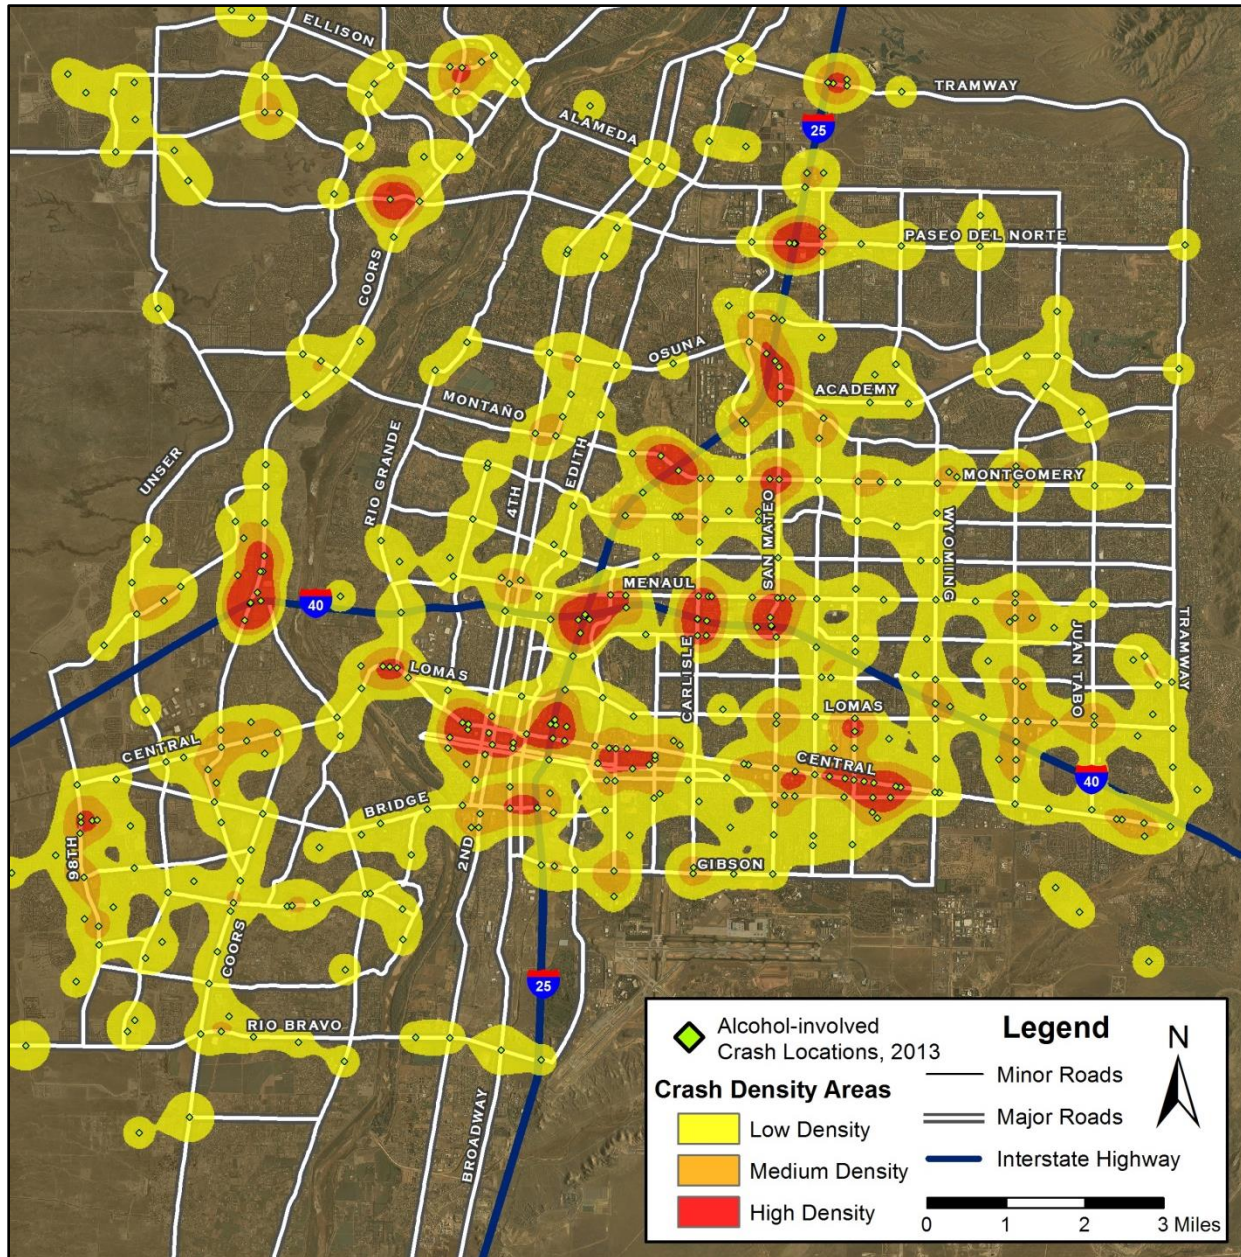 ELLISON
TRAMWAY
ALAMEDA
25
PASEO DEL NORTE
COORS
OSUNA
ACADEMY
MONTAÑO
RIO GRANDE
UNSER
4TH
EDITH
MONTGOMERY
SAN MATEO
WYOMIING
MENAUL
40
JUAN TABO
TRAMWAY
LOMAS
CARLISLE
LOMAS
CENTRAL
CENTRAL
40
BRIDGE
98TH
2ND
GIBSON
COORS
25
RIO BRAVO
BROADWAY
Alcohol-involved
Crash Locations, 2013
Crash Density Areas
Low Density
Medium Density
High Density
Legend
Minor Roads
Major Roads
Interstate Highway
N
0 1 2 3 Miles